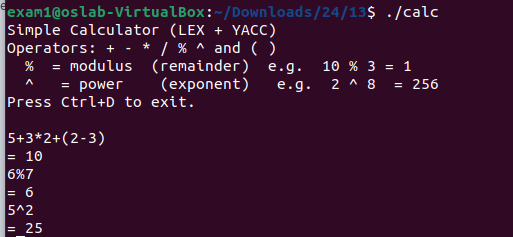 exam1@oslab-VirtualBox:~/Downloads/24/13$ ./calc
Simple Calculator (LEX + YACC)
Operators: + - * / % ^ and ( )
  %  = modulus  (remainder)  e.g.  10 % 3 = 1
  ^   = power    (exponent)   e.g.  2 ^ 8  = 256
Press Ctrl+D to exit.

5+3*2+(2-3)
= 10
6%7
= 6
5^2
= 25